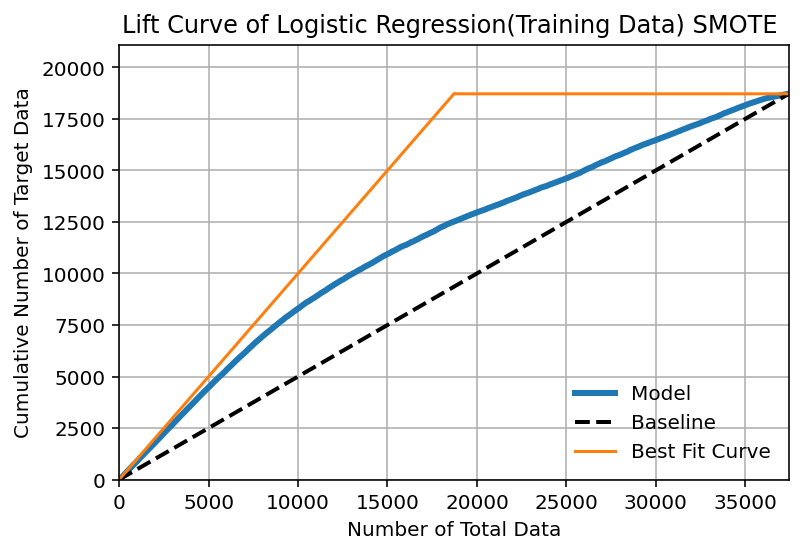 Lift Curve of Logistic Regression(Training Data) SMOTE
Cumulative Number of Target Data
20000
17500
15000
12500
10000
7500
5000
2500
0
Model
Baseline
Best Fit Curve
0 5000 10000 15000 20000 25000 30000 35000
Number of Total Data